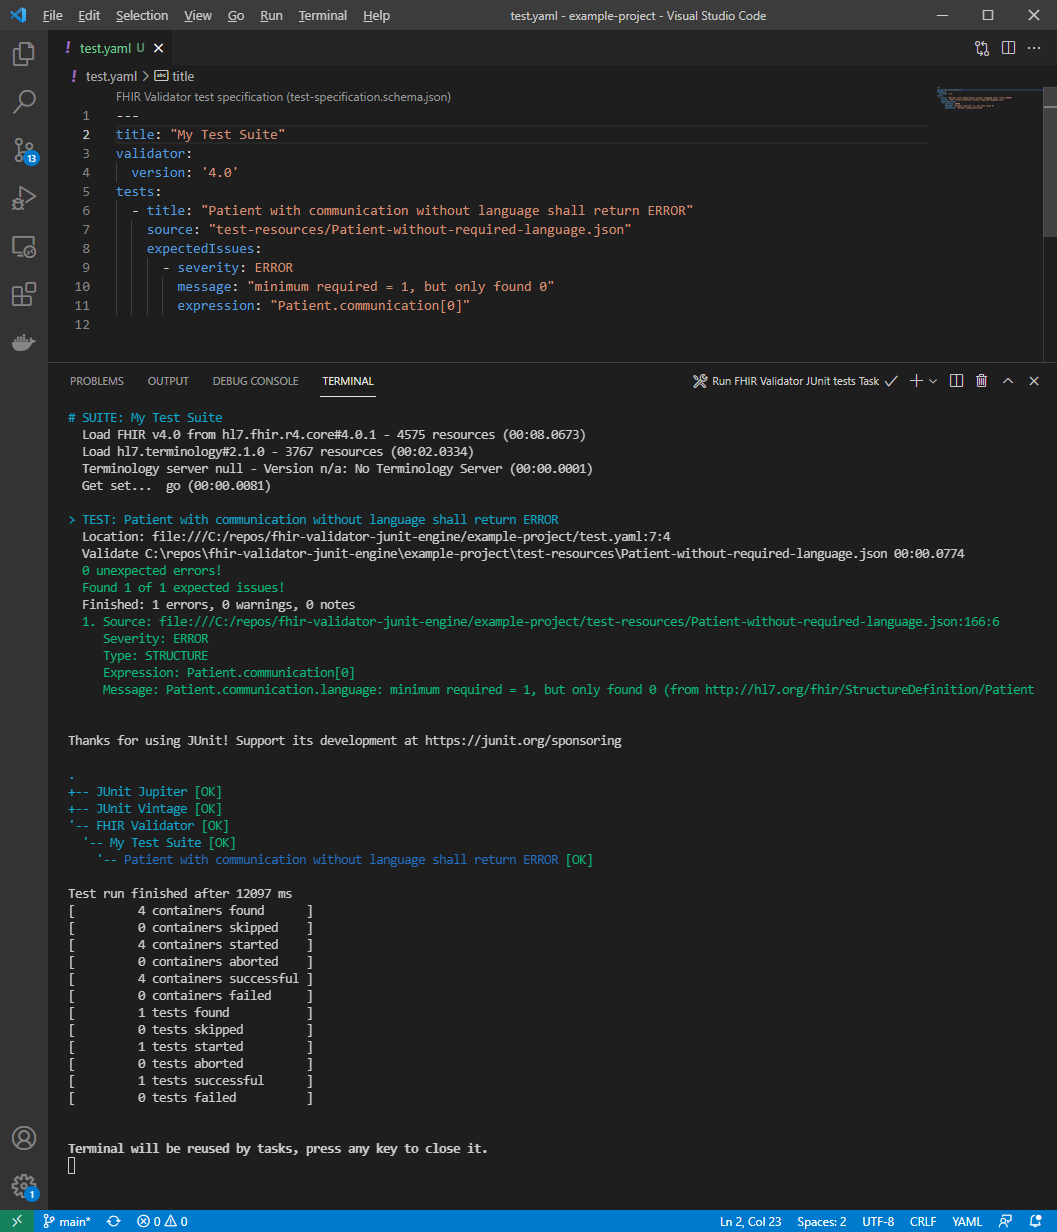 File Edit Selection View Go Run Terminal Help test.yaml - example-project - Visual Studio Code
! test.yaml U
! test.yaml > abc title
FHIR Validator test specification (test-specification.schema.json)
1 ---
2 title: "My Test Suite"
3 validator:
4 version: '4.0'
5 tests:
6 - title: "Patient with communication without language shall return ERROR"
7 source: "test-resources/Patient-without-required-language.json"
8 expectedIssues:
9 - severity: ERROR
10 message: "minimum required = 1, but only found 0"
11 expression: "Patient.communication[0]"
12
13
PROBLEMS OUTPUT DEBUG CONSOLE TERMINAL Run FHIR Validator JUnit tests Task
# SUITE: My Test Suite
Load FHIR v4.0 from hl7.fhir.r4.core#4.0.1 - 4575 resources (00:08.0673)
Load hl7.terminology#2.1.0 - 3767 resources (00:02.0334)
Terminology server null - Version n/a: No Terminology Server (00:00.0001)
Get set... go (00:00.0081)
> TEST: Patient with communication without language shall return ERROR
Location: file:///C:/repos/fhir-validator-junit-engine/example-project/test.yaml:7:4
Validate C:\repos\fhir-validator-junit-engine\example-project\test-resources\Patient-without-required-language.json 00:00.0774
0 unexpected errors!
Found 1 of 1 expected issues!
Finished: 1 errors, 0 warnings, 0 notes
1. Source: file:///C:/repos/fhir-validator-junit-engine/example-project/test-resources/Patient-without-required-language.json:166:6
Severity: ERROR
Type: STRUCTURE
Expression: Patient.communication[0]
Message: Patient.communication.language: minimum required = 1, but only found 0 (from http://hl7.org/fhir/StructureDefinition/Patient
Thanks for using JUnit! Support its development at https://junit.org/sponsoring
.
+-- JUnit Jupiter [OK]
+-- JUnit Vintage [OK]
'-- FHIR Validator [OK]
'-- My Test Suite [OK]
'-- Patient with communication without language shall return ERROR [OK]
Test run finished after 12097 ms
[ 4 containers found ]
[ 0 containers skipped ]
[ 4 containers started ]
[ 0 containers aborted ]
[ 4 containers successful ]
[ 0 containers failed ]
[ 1 tests found ]
[ 0 tests skipped ]
[ 1 tests started ]
[ 0 tests aborted ]
[ 1 tests successful ]
[ 0 tests failed ]
Terminal will be reused by tasks, press any key to close it.
1
main* 0 0 Ln 2, Col 23 Spaces: 2 UTF-8 CRLF YAML